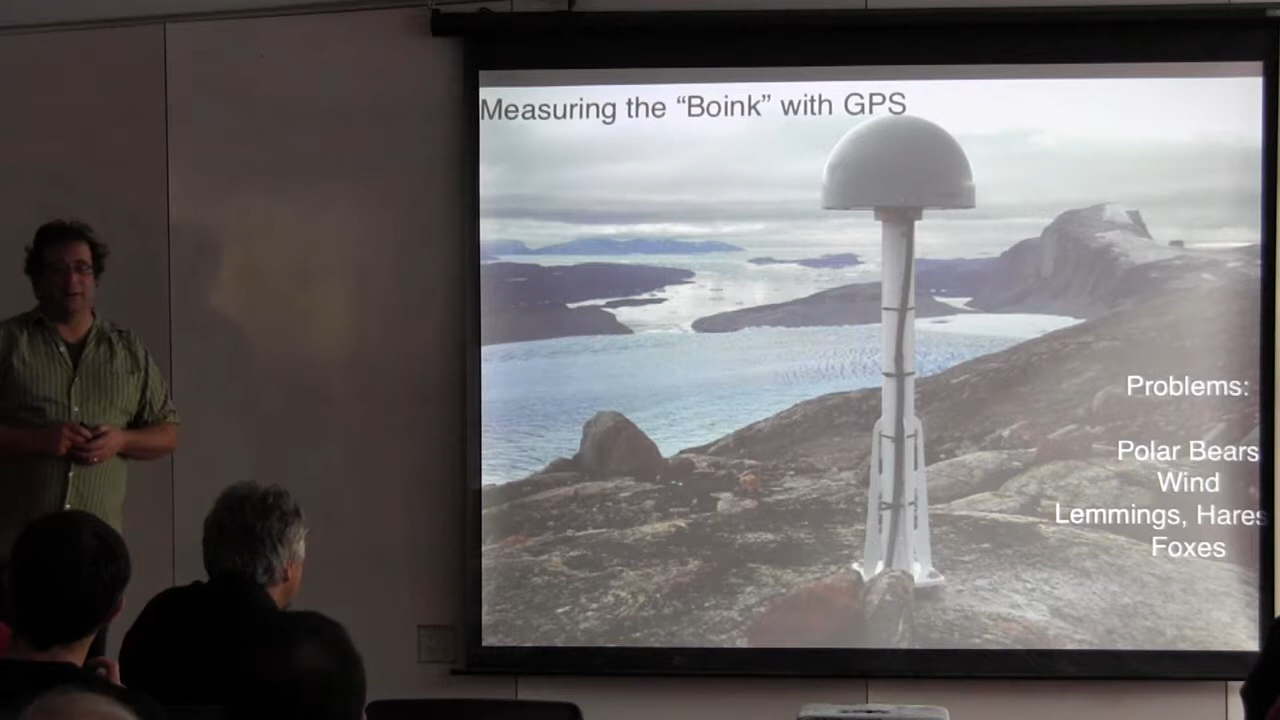 Measuring the “Boink” with GPS
Problems:
Polar Bears
Wind
Lemmings, Hares
Foxes